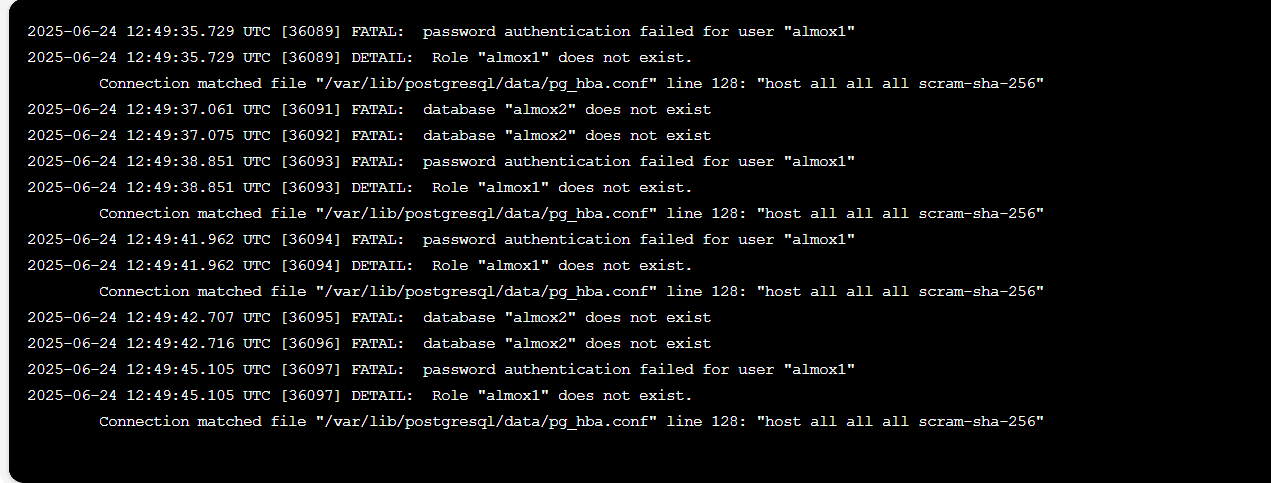 2025-06-24 12:49:35.729 UTC [36089] FATAL:  password authentication failed for user "almox1"
2025-06-24 12:49:35.729 UTC [36089] DETAIL:  Role "almox1" does not exist.
        Connection matched file "/var/lib/postgresql/data/pg_hba.conf" line 128: "host all all all scram-sha-256"
2025-06-24 12:49:37.061 UTC [36091] FATAL:  database "almox2" does not exist
2025-06-24 12:49:37.075 UTC [36092] FATAL:  database "almox2" does not exist
2025-06-24 12:49:38.851 UTC [36093] FATAL:  password authentication failed for user "almox1"
2025-06-24 12:49:38.851 UTC [36093] DETAIL:  Role "almox1" does not exist.
        Connection matched file "/var/lib/postgresql/data/pg_hba.conf" line 128: "host all all all scram-sha-256"
2025-06-24 12:49:41.962 UTC [36094] FATAL:  password authentication failed for user "almox1"
2025-06-24 12:49:41.962 UTC [36094] DETAIL:  Role "almox1" does not exist.
        Connection matched file "/var/lib/postgresql/data/pg_hba.conf" line 128: "host all all all scram-sha-256"
2025-06-24 12:49:42.707 UTC [36095] FATAL:  database "almox2" does not exist
2025-06-24 12:49:42.716 UTC [36096] FATAL:  database "almox2" does not exist
2025-06-24 12:49:45.105 UTC [36097] FATAL:  password authentication failed for user "almox1"
2025-06-24 12:49:45.105 UTC [36097] DETAIL:  Role "almox1" does not exist.
        Connection matched file "/var/lib/postgresql/data/pg_hba.conf" line 128: "host all all all scram-sha-256"